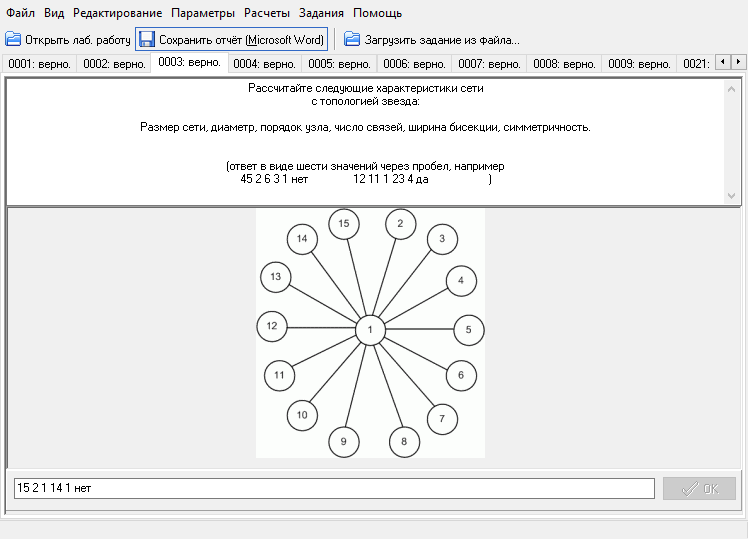 Файл Вид Редактирование Параметры Расчеты Задания Помощь
Открыть лаб. работу Сохранить отчёт (Microsoft Word) Загрузить задание из файла...
0001: верно. 0002: верно. 0003: верно. 0004: верно. 0005: верно. 0006: верно. 0007: верно. 0008: верно. 0009: верно. 0021:
Рассчитайте следующие характеристики сети
с топологией звезда:
Размер сети, диаметр, порядок узла, число связей, ширина бисекции, симметричность.
(ответ в виде шести значений через пробел, например
45 2 6 3 1 нет 12 11 1 23 4 да )
15 2
14 3
13 4
12 1 5
11 6
10 7
9 8
15 2 1 14 1 нет
OK